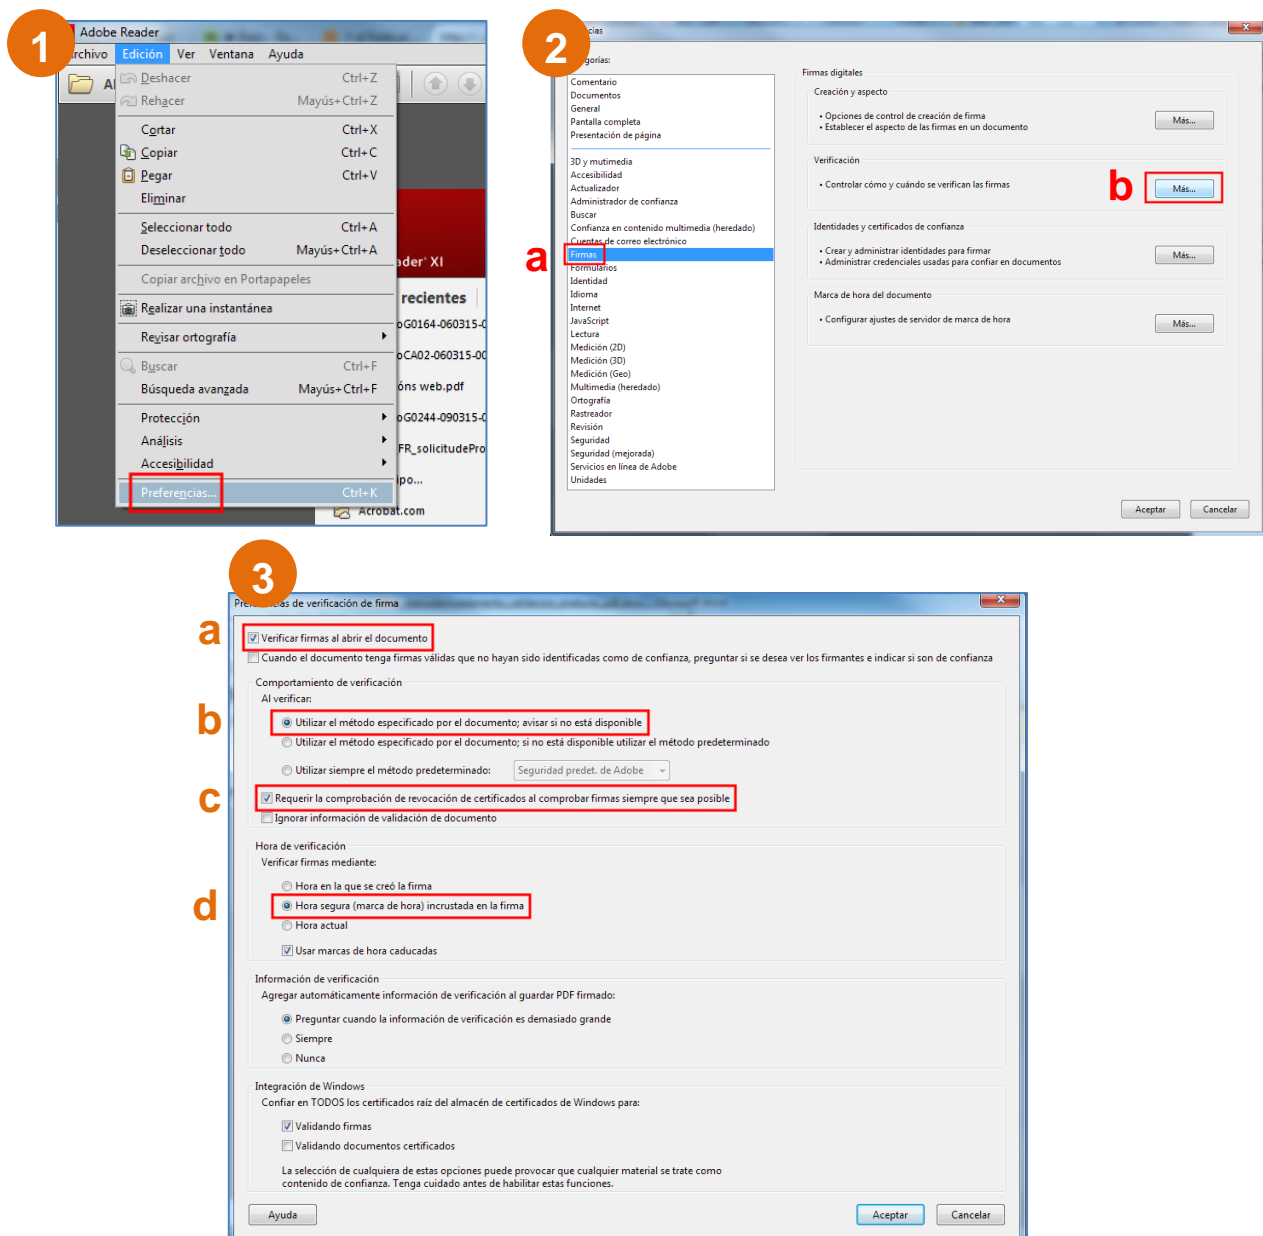 1
Adobe Reader
rchivo Edición Ver Ventana Ayuda
Deshacer Ctrl+Z
Rehacer Mayús+Ctrl+Z
Cortar Ctrl+X
Copiar Ctrl+C
Pegar Ctrl+V
Eliminar
Seleccionar todo Ctrl+A
Deseleccionar todo Mayús+Ctrl+A
Copiar archivo en Portapapeles
Realizar una instantánea
Revisar ortografía
Buscar Ctrl+F
Búsqueda avanzada Mayús+Ctrl+F
Protección
Análisis
Accesibilidad
Preferencias... Ctrl+K
ader' XI
recientes
oG0164-060315-0
oCA02-060315-00
óns web.pdf
oG0244-090315-0
FR_solicitudePro
ipo...
Acrobat.com
2
cias
gorías:
Comentario
Documentos
General
Pantalla completa
Presentación de página
3D y mutimedia
Accesibilidad
Actualizador
Administrador de confianza
Buscar
Confianza en contenido multimedia (heredado)
Cuentas de correo electrónico
a
Firmas
Formularios
Identidad
Idioma
Internet
JavaScript
Lectura
Medición (2D)
Medición (3D)
Medición (Geo)
Multimedia (heredado)
Ortografía
Rastreador
Revisión
Seguridad
Seguridad (mejorada)
Servicios en línea de Adobe
Unidades
Firmas digitales
Creación y aspecto
• Opciones de control de creación de firma
• Establecer el aspecto de las firmas en un documento
Más...
Verificación
• Controlar cómo y cuándo se verifican las firmas
b
Más...
Identidades y certificados de confianza
• Crear y administrar identidades para firmar
• Administrar credenciales usadas para confiar en documentos
Más...
Marca de hora del documento
• Configurar ajustes de servidor de marca de hora
Más...
Aceptar Cancelar
3
Preferencias de verificación de firma
a
Verificar firmas al abrir el documento
Cuando el documento tenga firmas válidas que no hayan sido identificadas como de confianza, preguntar si se desea ver los firmantes e indicar si son de confianza
Comportamiento de verificación
Al verificar:
b
Utilizar el método especificado por el documento; avisar si no está disponible
Utilizar el método especificado por el documento; si no está disponible utilizar el método predeterminado
Utilizar siempre el método predeterminado: Seguridad predet. de Adobe
c
Requerir la comprobación de revocación de certificados al comprobar firmas siempre que sea posible
Ignorar información de validación de documento
Hora de verificación
Verificar firmas mediante:
Hora en la que se creó la firma
d
Hora segura (marca de hora) incrustada en la firma
Hora actual
Usar marcas de hora caducadas
Información de verificación
Agregar automáticamente información de verificación al guardar PDF firmado:
Preguntar cuando la información de verificación es demasiado grande
Siempre
Nunca
Integración de Windows
Confiar en TODOS los certificados raíz del almacén de certificados de Windows para:
Validando firmas
Validando documentos certificados
La selección de cualquiera de estas opciones puede provocar que cualquier material se trate como
contenido de confianza. Tenga cuidado antes de habilitar estas funciones.
Ayuda Aceptar Cancelar